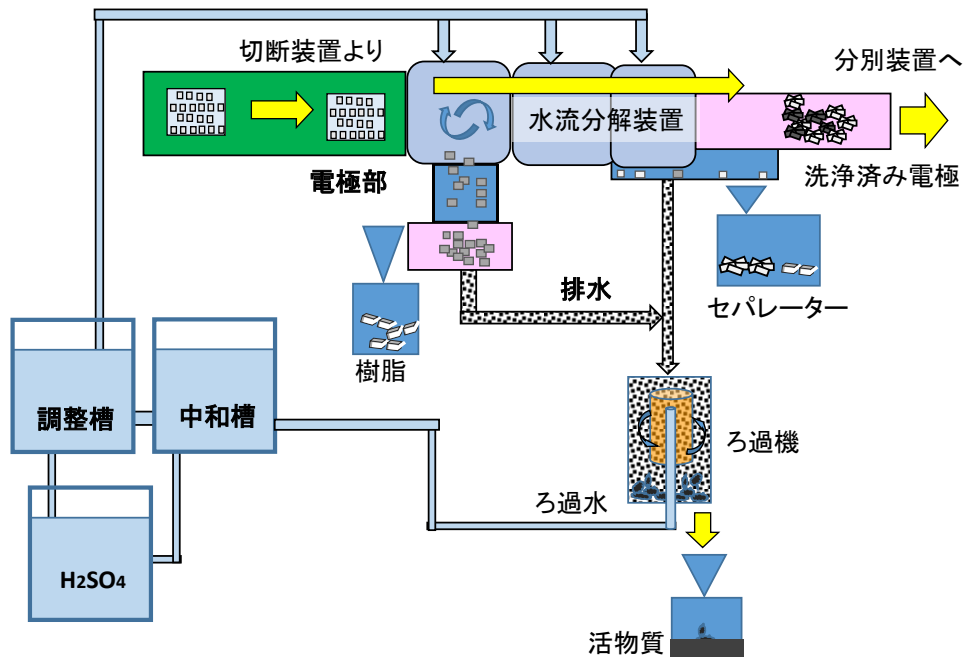 切断装置より
分別装置へ
水流分解装置
電極部
洗浄済み電極
排水
セパレーター
樹脂
調整槽
中和槽
ろ過機
ろ過水
H2SO4
活物質